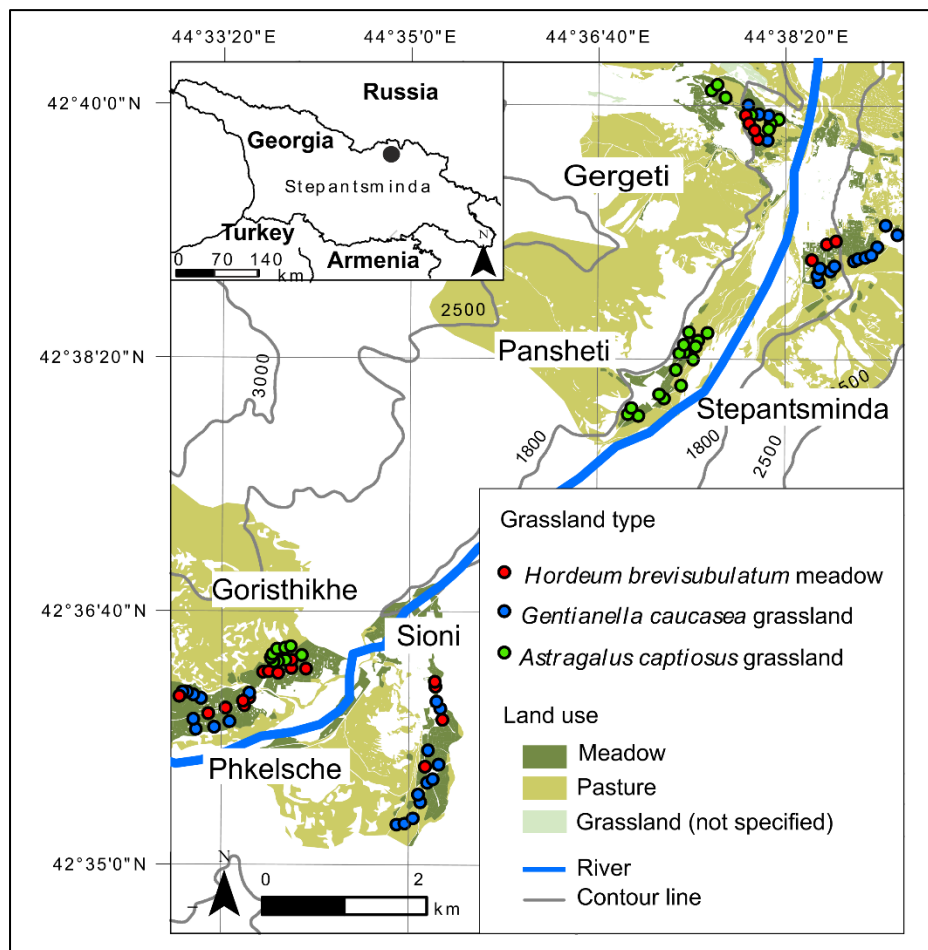 44°33'20"E 44°35'0"E 44°36'40"E 44°38'20"E
42°40'0"N
42°38'20"N
42°36'40"N
42°35'0"N
Russia
Georgia
Stepantsminda
Turkey
Armenia
N
0 70 140
km
Gergeti
2500
Pansheti
3000
Stepantsminda
1800
1800
2500
Goristhikhe
Sioni
Phkelsche
N
0 2
km
Grassland type
Hordeum brevisubulatum meadow
Gentianella caucasea grassland
Astragalus captiosus grassland
Land use
Meadow
Pasture
Grassland (not specified)
River
Contour line